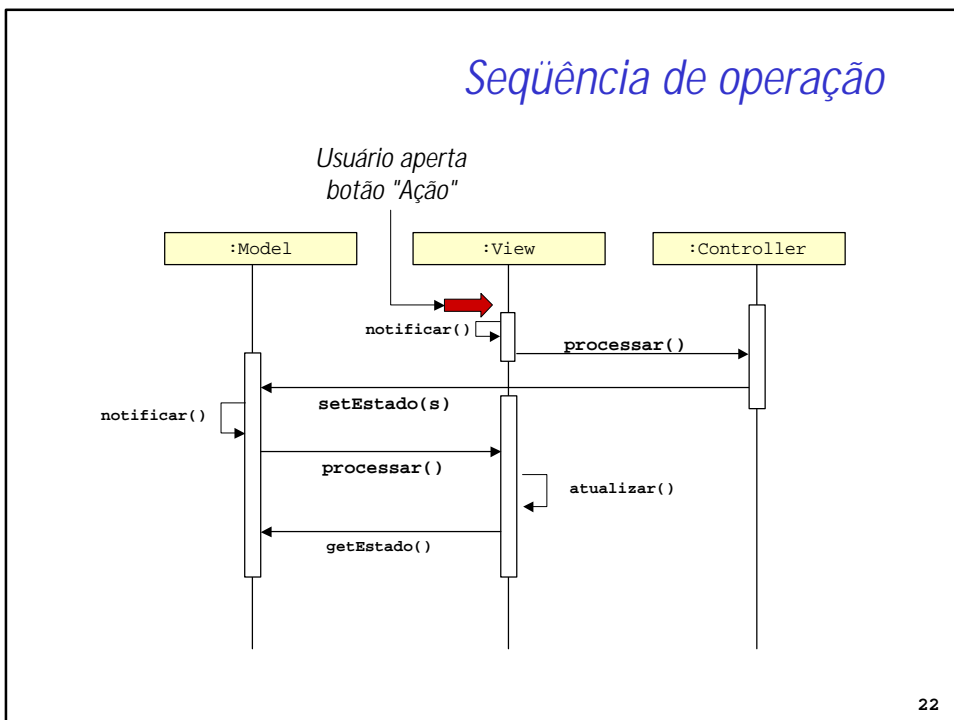 Seqüência de operação
Usuário aperta
botão "Ação"
:Model
:View
:Controller
notificar()
processar()
setEstado(s)
notificar()
processar()
atualizar()
getEstado()
22